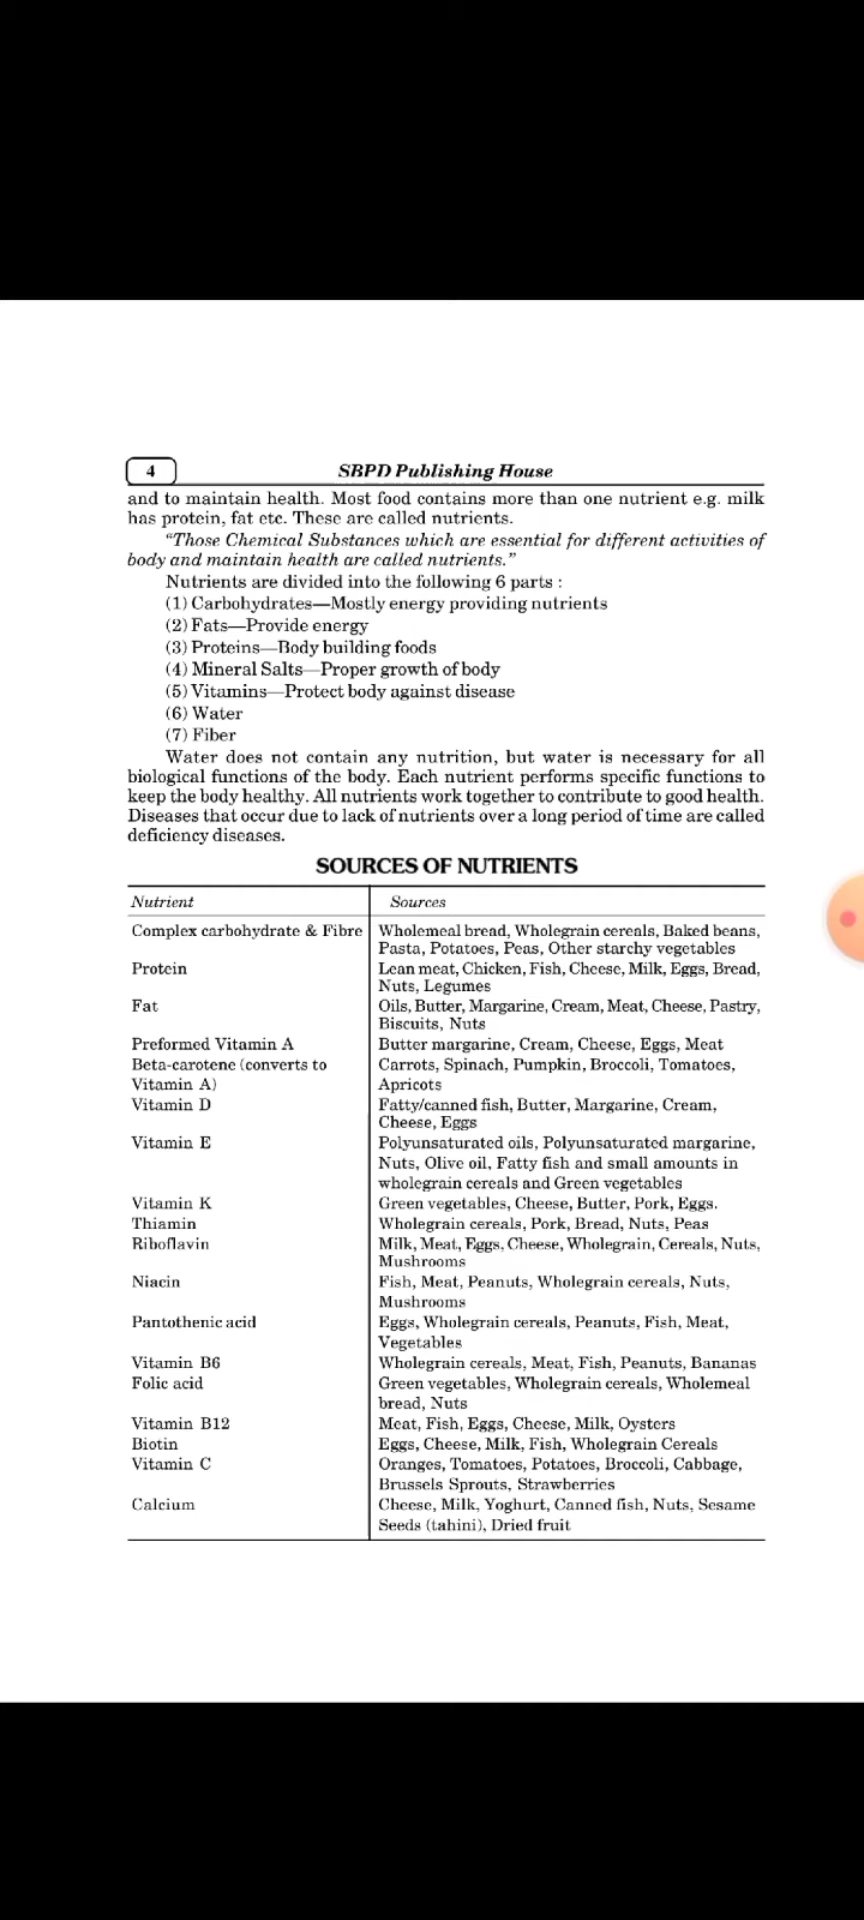 4 SBPD Publishing House
and to maintain health. Most food contains more than one nutrient e.g. milk
has protein, fat etc. These are called nutrients.
"Those Chemical Substances which are essential for different activities of
body and maintain health are called nutrients."
Nutrients are divided into the following 6 parts :
(1) Carbohydrates—Mostly energy providing nutrients
(2) Fats—Provide energy
(3) Proteins—Body building foods
(4) Mineral Salts—Proper growth of body
(5) Vitamins—Protect body against disease
(6) Water
(7) Fiber
Water does not contain any nutrition, but water is necessary for all
biological functions of the body. Each nutrient performs specific functions to
keep the body healthy. All nutrients work together to contribute to good health.
Diseases that occur due to lack of nutrients over a long period of time are called
deficiency diseases.
SOURCES OF NUTRIENTS
Nutrient Sources
Complex carbohydrate & Fibre Wholemeal bread, Wholegrain cereals, Baked beans,
Pasta, Potatoes, Peas, Other starchy vegetables
Protein Lean meat, Chicken, Fish, Cheese, Milk, Eggs, Bread,
Nuts, Legumes
Fat Oils, Butter, Margarine, Cream, Meat, Cheese, Pastry,
Biscuits, Nuts
Preformed Vitamin A Butter margarine, Cream, Cheese, Eggs, Meat
Beta-carotene (converts to Carrots, Spinach, Pumpkin, Broccoli, Tomatoes,
Vitamin A) Apricots
Vitamin D Fatty/canned fish, Butter, Margarine, Cream,
Cheese, Eggs
Vitamin E Polyunsaturated oils, Polyunsaturated margarine,
Nuts, Olive oil, Fatty fish and small amounts in
wholegrain cereals and Green vegetables
Vitamin K Green vegetables, Cheese, Butter, Pork, Eggs.
Thiamin Wholegrain cereals, Pork, Bread, Nuts, Peas
Riboflavin Milk, Meat, Eggs, Cheese, Wholegrain, Cereals, Nuts,
Mushrooms
Niacin Fish, Meat, Peanuts, Wholegrain cereals, Nuts,
Mushrooms
Pantothenic acid Eggs, Wholegrain cereals, Peanuts, Fish, Meat,
Vegetables
Vitamin B6 Wholegrain cereals, Meat, Fish, Peanuts, Bananas
Folic acid Green vegetables, Wholegrain cereals, Wholemeal
bread, Nuts
Vitamin B12 Meat, Fish, Eggs, Cheese, Milk, Oysters
Biotin Eggs, Cheese, Milk, Fish, Wholegrain Cereals
Vitamin C Oranges, Tomatoes, Potatoes, Broccoli, Cabbage,
Brussels Sprouts, Strawberries
Calcium Cheese, Milk, Yoghurt, Canned fish, Nuts, Sesame
Seeds (tahini), Dried fruit